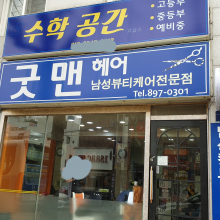 수학 공간
• 고등부
• 중등부
• 예비중
굿 맨 헤어
남성뷰티케어전문점
Tel.897-0301